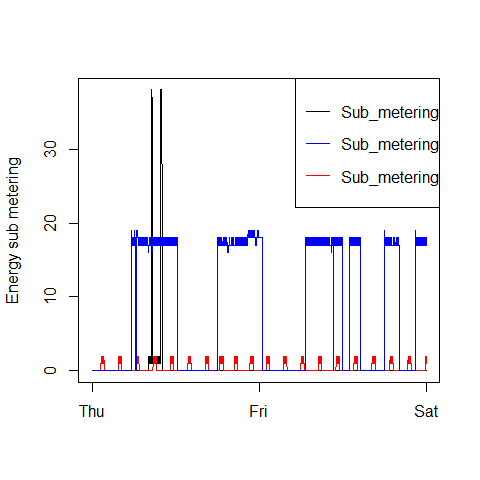 Sub_metering
Sub_metering
Sub_metering
Energy sub metering
30
20
10
0
Thu
Fri
Sat